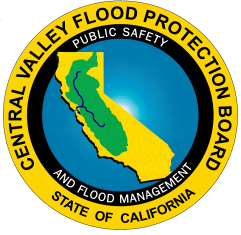 CENTRAL VALLEY FLOOD PROTECTION BOARD
PUBLIC SAFETY
AND FLOOD MANAGEMENT
STATE OF CALIFORNIA